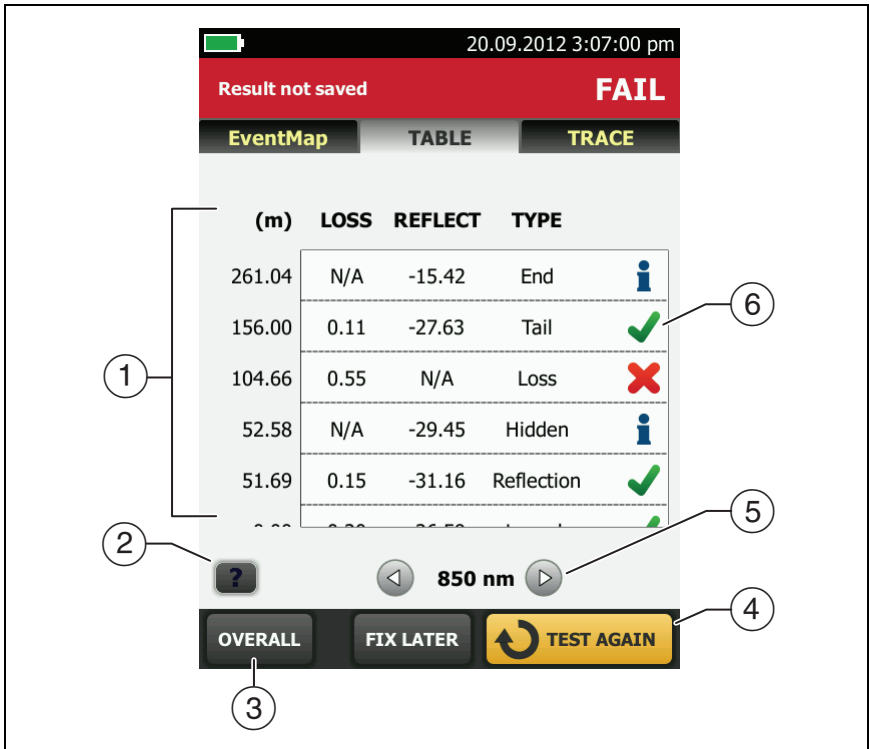 20.09.2012 3:07:00 pm
Result not saved FAIL
EventMap TABLE TRACE
(m) LOSS REFLECT TYPE
261.04 N/A -15.42 End
156.00 0.11 -27.63 Tail
104.66 0.55 N/A Loss
52.58 N/A -29.45 Hidden
51.69 0.15 -31.16 Reflection
? 850 nm
OVERALL FIX LATER TEST AGAIN
1
2
3
4
5
6